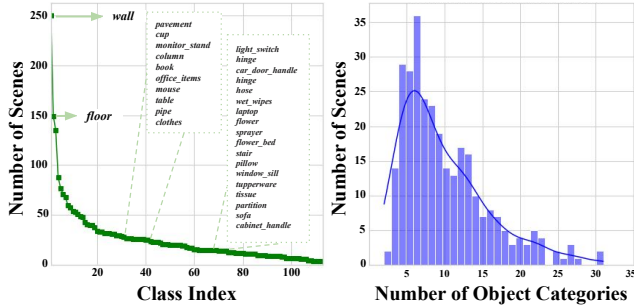 Number of Scenes
250
200
150
100
50
0
20
40
60
80
100
Class Index
wall
floor
pavement
cup
monitor_stand
column
book
office_items
mouse
table
pipe
clothes
light_switch
hinge
car_door_handle
hinge
hose
wet_wipes
laptop
flower
sprayer
flower_bed
stair
pillow
window_sill
tupperware
tissue
partition
sofa
cabinet_handle
Number of Scenes
35
30
25
20
15
10
5
0
5
10
15
20
25
30
35
Number of Object Categories